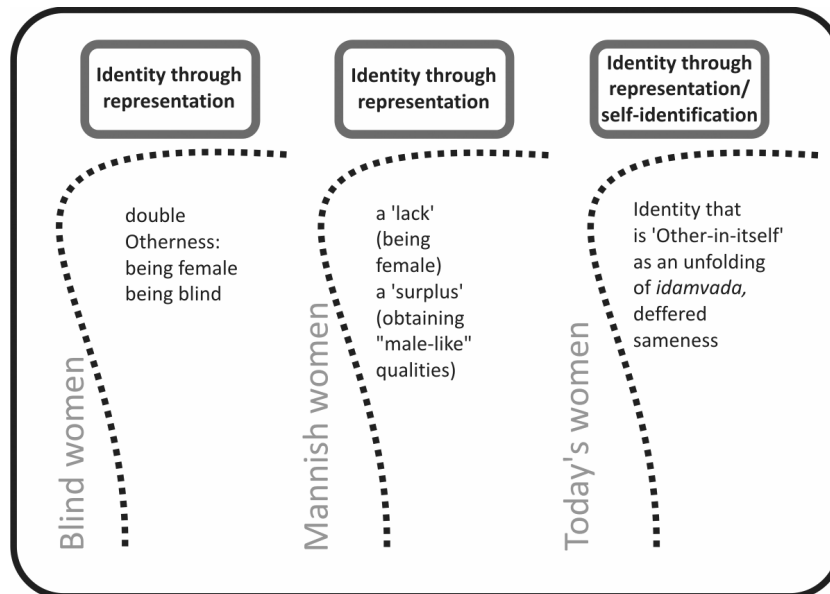 Identity through
representation
double
Otherness:
being female
being blind
Blind women
Identity through
representation
a 'lack'
(being
female)
a 'surplus'
(obtaining
"male-like"
qualities)
Mannish women
Identity through
representation/
self-identification
Identity that
is 'Other-in-itself'
as an unfolding
of idamvada,
deffered
sameness
Today's women